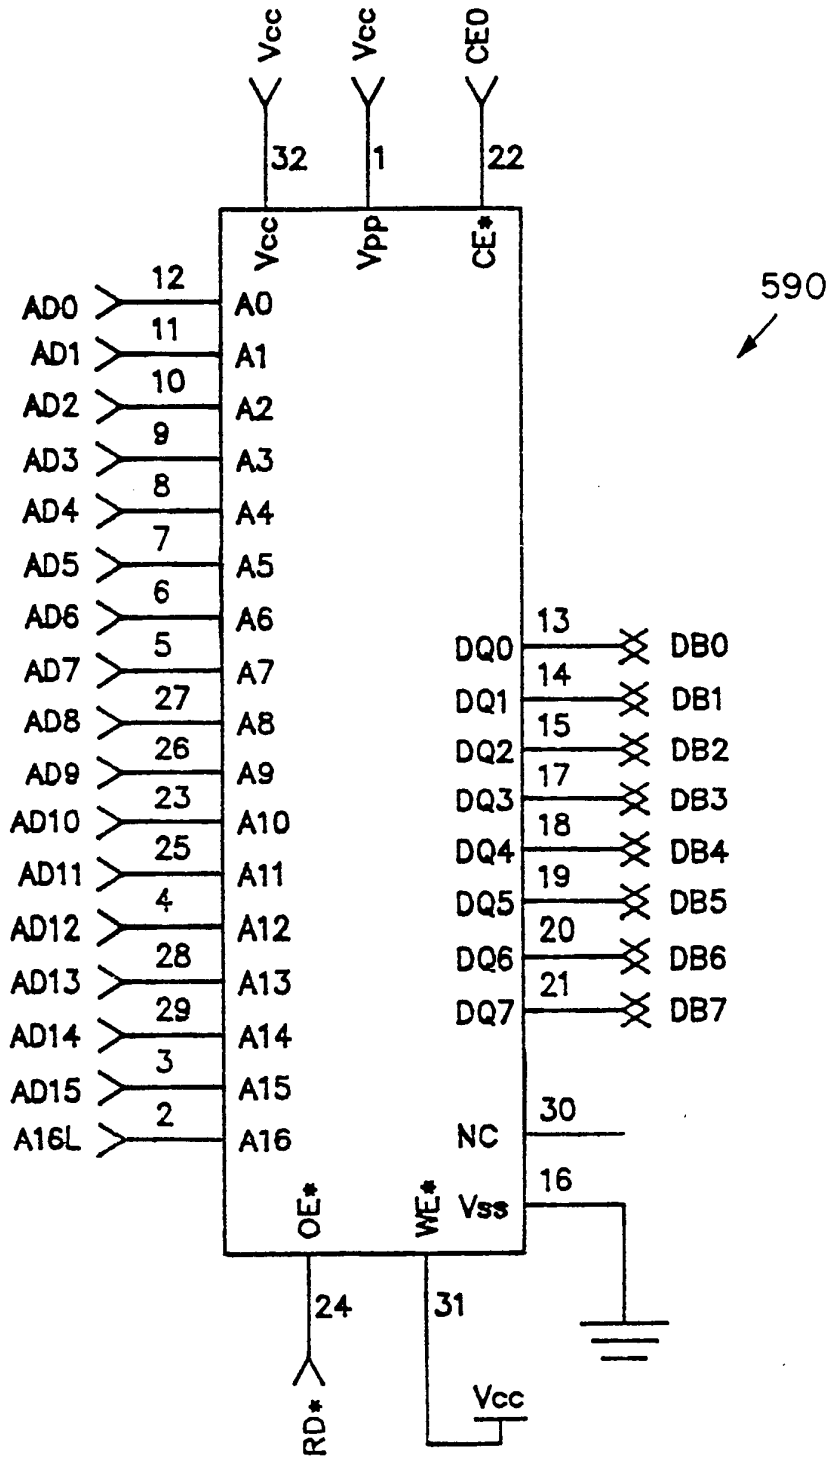 Vcc Vcc CE0
32 1 22
Vcc Vpp CE*
590
AD0 12 A0
AD1 11 A1
AD2 10 A2
AD3 9 A3
AD4 8 A4
AD5 7 A5
AD6 6 A6
AD7 5 A7
AD8 27 A8
AD9 26 A9
AD10 23 A10
AD11 25 A11
AD12 4 A12
AD13 28 A13
AD14 29 A14
AD15 3 A15
A16L 2 A16
DQ0 13 DB0
DQ1 14 DB1
DQ2 15 DB2
DQ3 17 DB3
DQ4 18 DB4
DQ5 19 DB5
DQ6 20 DB6
DQ7 21 DB7
NC 30
Vss 16
OE* WE*
24 31
RD* Vcc